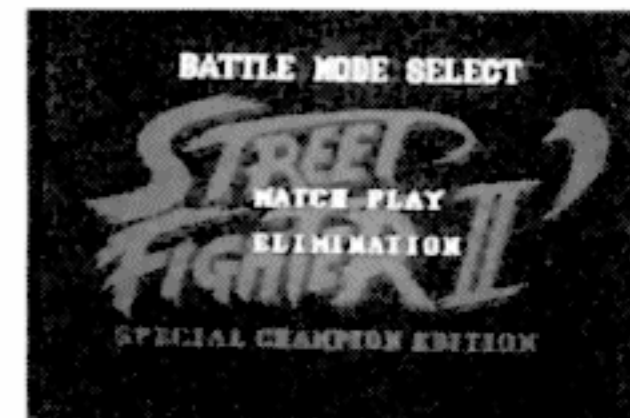 BATTLE MODE SELECT
STREET
MATCH PLAY
FIGHTER II'
ELIMINATION
SPECIAL CHAMPION EDITION